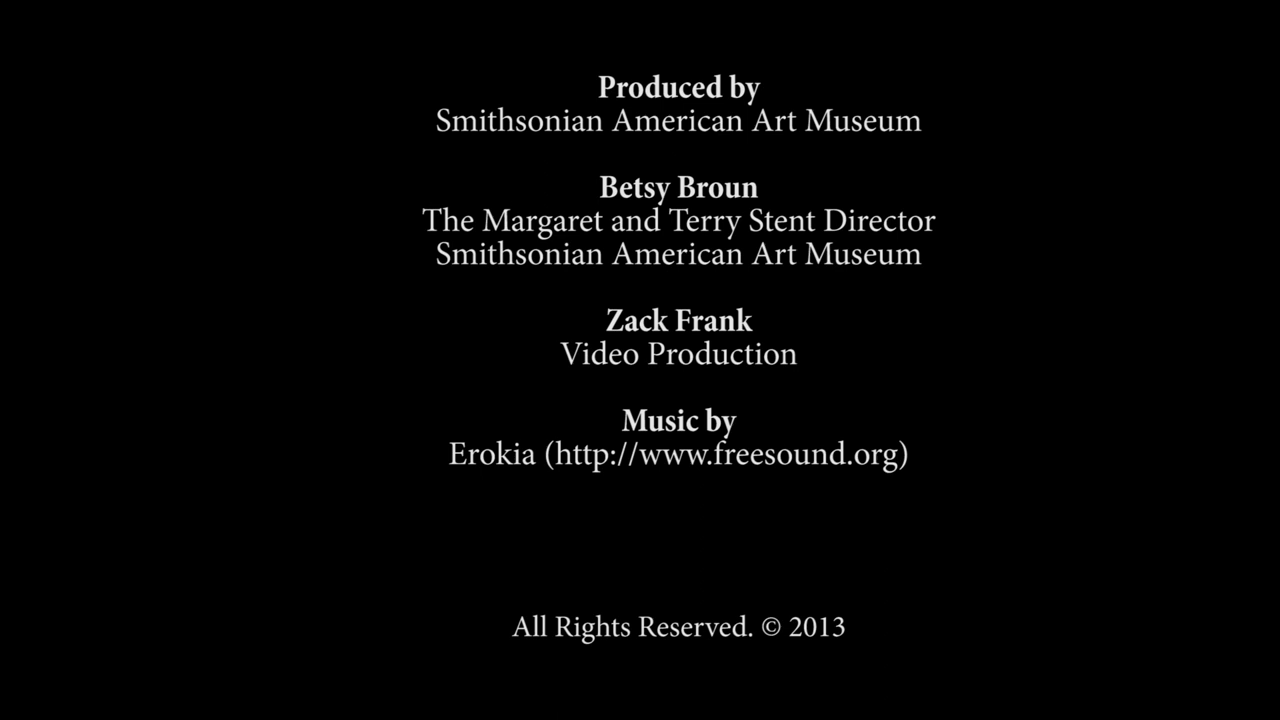 Produced by
Smithsonian American Art Museum
Betsy Broun
The Margaret and Terry Stent Director
Smithsonian American Art Museum
Zack Frank
Video Production
Music by
Erokia (http://www.freesound.org)
All Rights Reserved. © 2013